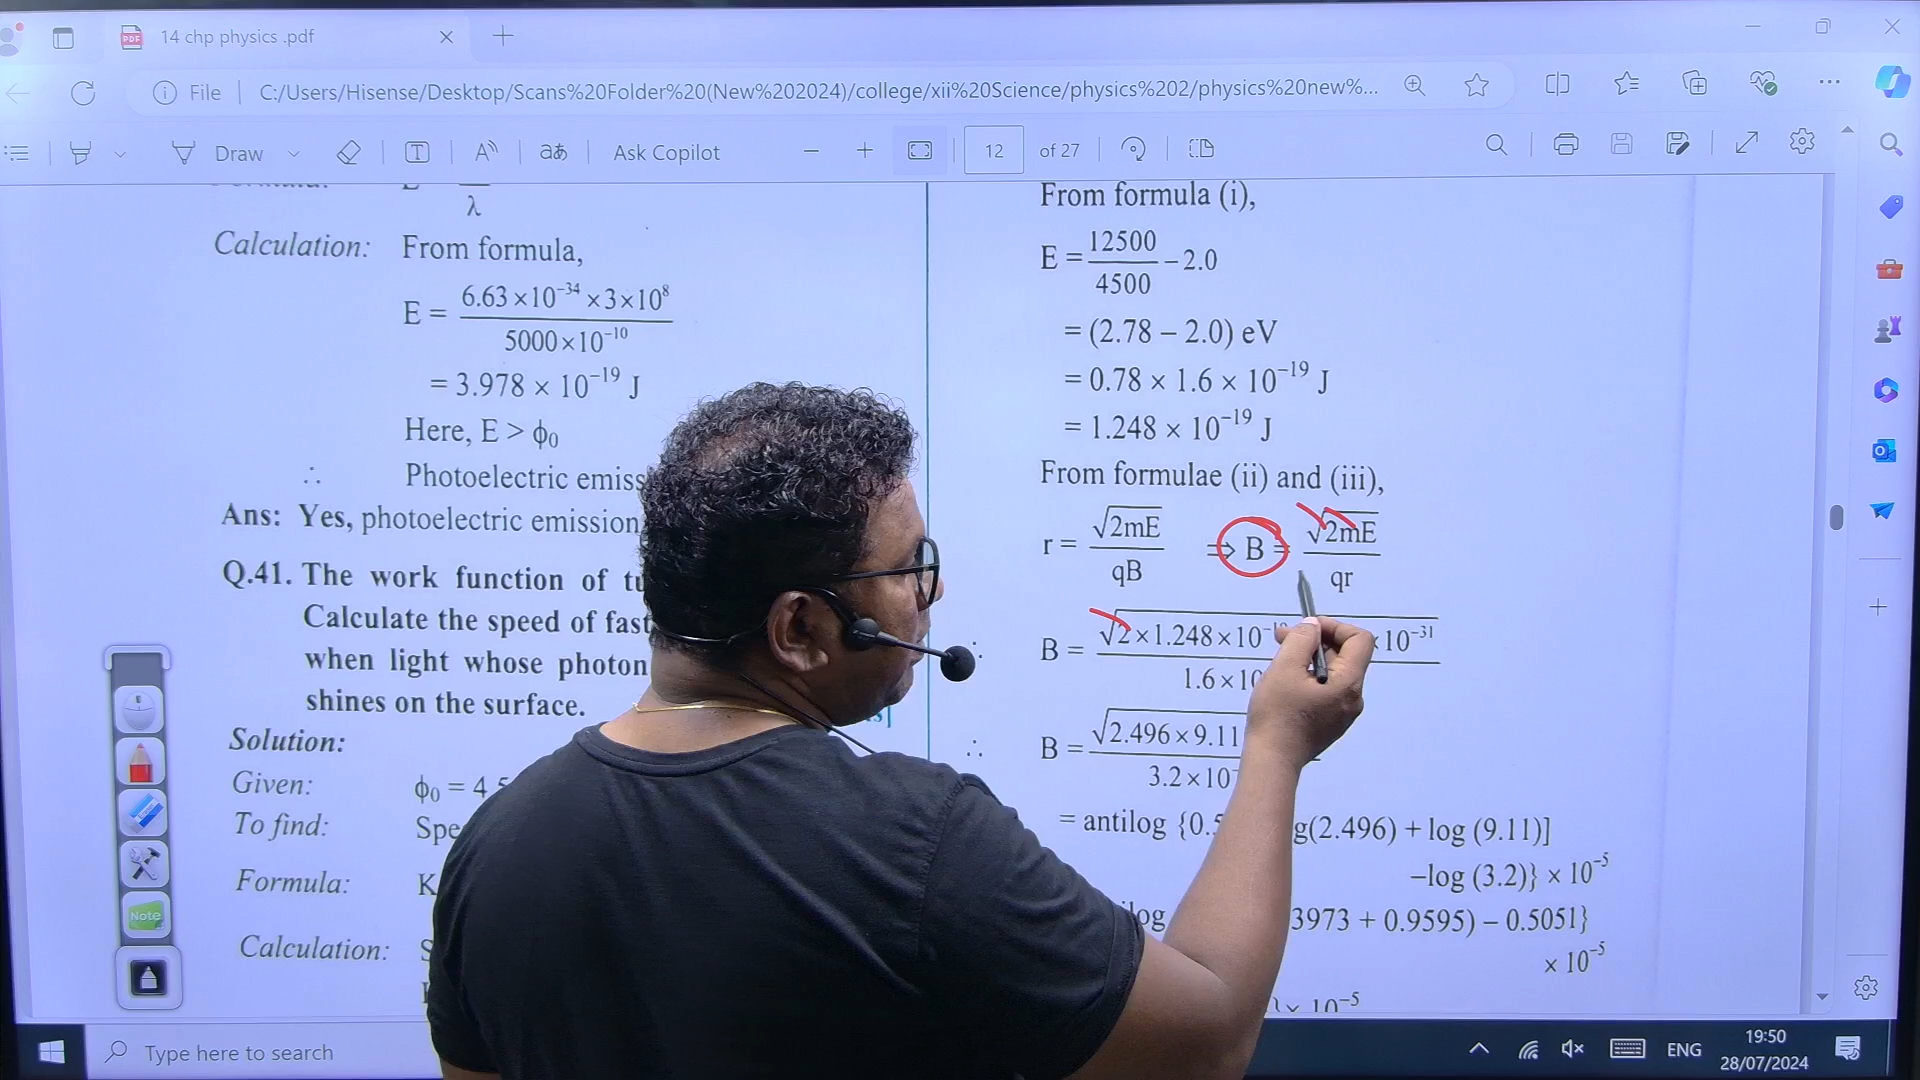 14 chp physics .pdf
File
C:/Users/Hisense/Desktop/Scans%20Folder%20(New%202024)/college/xii%20Science/physics%202/physics%20new%...
Draw
Ask Copilot
12 of 27
λ
Calculation: From formula,
E = 6.63 × 10⁻³⁴ × 3 × 10⁸ / 5000 × 10⁻¹⁰
= 3.978 × 10⁻¹⁹ J
Here, E > ϕ₀
∴ Photoelectric
Ans: Yes, photoelectric emission
Q.41. The work function of
Calculate the speed of
when light whose photon
shines on the surface.
Solution:
Given: ϕ₀ = 4
To find:
Formula: K
Calculation:
From formula (i),
E = 12500 / 4500 − 2.0
= (2.78 − 2.0) eV
= 0.78 × 1.6 × 10⁻¹⁹ J
= 1.248 × 10⁻¹⁹ J
From formulae (ii) and (iii),
r = √2mE / qB ⇒ B = √2mE / qr
∴ B = √2 × 1.248 × 10 × 10⁻³¹ / 1.6 × 10
∴ B = √2.496 × 9.11 / 3.2 × 10
= antilog {0. (2.496) + log (9.11)]
−log (3.2)} × 10⁻⁵
3973 + 0.9595) − 0.5051}
× 10⁻⁵
} × 10⁻⁵
Note
Type here to search
ENG
19:50
28/07/2024